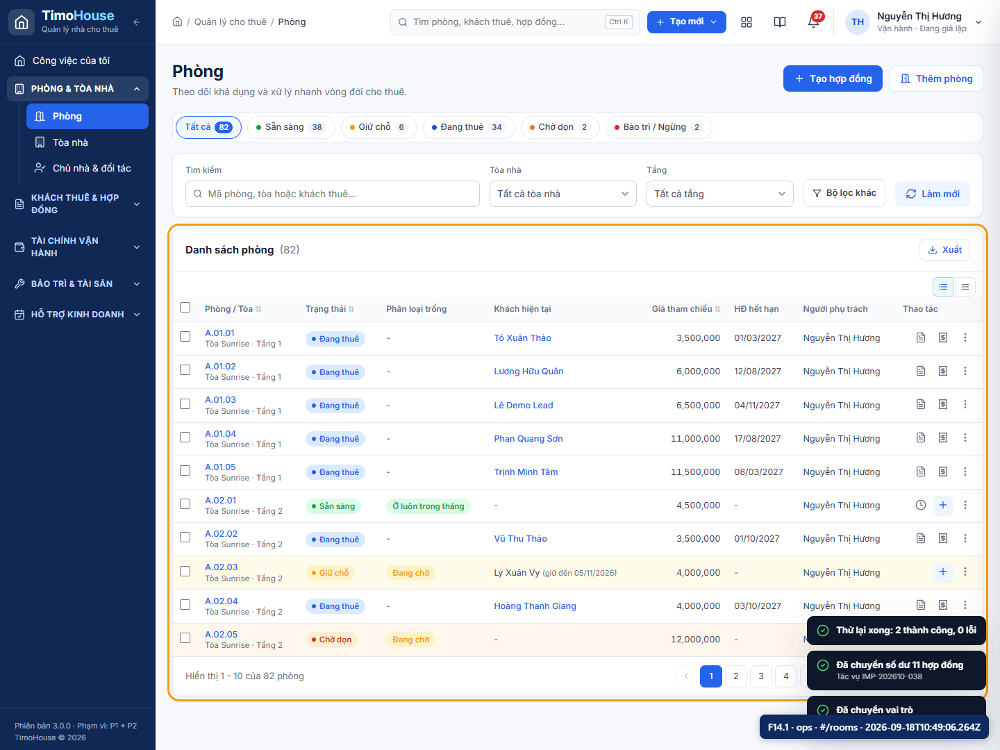 TimoHouse
Quản lý nhà cho thuê
Công việc của tôi
PHÒNG & TÒA NHÀ
Phòng
Tòa nhà
Chủ nhà & đối tác
KHÁCH THUÊ & HỢP
ĐỒNG
TÀI CHÍNH VẬN
HÀNH
BẢO TRÌ & TÀI SẢN
HỖ TRỢ KINH DOANH
Phiên bản 3.0.0 · Phạm vi: P1 + P2
TimoHouse © 2026
/ Quản lý cho thuê / Phòng
Tìm phòng, khách thuê, hợp đồng... Ctrl K
Tạo mới
37
TH
Nguyễn Thị Hương
Vận hành · Đang giả lập
Phòng
Theo dõi khả dụng và xử lý nhanh vòng đời cho thuê.
Tạo hợp đồng
Thêm phòng
Tất cả 82 Sẵn sàng 38 Giữ chỗ 6 Đang thuê 34 Chờ dọn 2 Bảo trì / Ngừng 2
Tìm kiếm Tòa nhà Tầng
Mã phòng, tòa hoặc khách thuê... Tất cả tòa nhà Tất cả tầng Bộ lọc khác Làm mới
Danh sách phòng (82) Xuất
Phòng / Tòa Trạng thái Phân loại trống Khách hiện tại Giá tham chiếu HĐ hết hạn Người phụ trách Thao tác
A.01.01
Tòa Sunrise · Tầng 1
Đang thuê - Tô Xuân Thảo 3,500,000 01/03/2027 Nguyễn Thị Hương
A.01.02
Tòa Sunrise · Tầng 1
Đang thuê - Lương Hữu Quân 6,000,000 12/08/2027 Nguyễn Thị Hương
A.01.03
Tòa Sunrise · Tầng 1
Đang thuê - Lê Demo Lead 6,500,000 04/11/2027 Nguyễn Thị Hương
A.01.04
Tòa Sunrise · Tầng 1
Đang thuê - Phan Quang Sơn 11,000,000 17/08/2027 Nguyễn Thị Hương
A.01.05
Tòa Sunrise · Tầng 1
Đang thuê - Trịnh Minh Tâm 11,500,000 08/03/2027 Nguyễn Thị Hương
A.02.01
Tòa Sunrise · Tầng 2
Sẵn sàng Ở luôn trong tháng - 4,500,000 - Nguyễn Thị Hương
A.02.02
Tòa Sunrise · Tầng 2
Đang thuê - Vũ Thu Thảo 3,500,000 01/10/2027 Nguyễn Thị Hương
A.02.03
Tòa Sunrise · Tầng 2
Giữ chỗ Đang chờ Lý Xuân Vy (giữ đến 05/11/2026) 4,000,000 - Nguyễn Thị Hương
A.02.04
Tòa Sunrise · Tầng 2
Đang thuê - Hoàng Thanh Giang 4,000,000 03/10/2027 Nguyễn Thị Hương
A.02.05
Tòa Sunrise · Tầng 2
Chờ dọn Đang chờ - 12,000,000 -
Hiển thị 1 - 10 của 82 phòng
1 2 3 4
Thử lại xong: 2 thành công, 0 lỗi
Đã chuyển số dư 11 hợp đồng
Tác vụ IMP-202610-038
Đã chuyển vai trò
F14.1 · ops · #/rooms · 2026-09-18T10:49:06.264Z